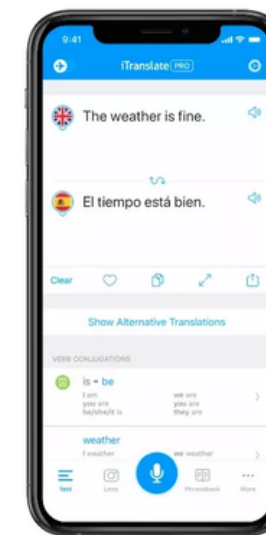 9:41
iTranslate PRO
The weather is fine.
El tiempo está bien.
Clear
Show Alternative Translations
VERB CONJUGATIONS
is → be
I am we are
you are you are
he/she/it is they are
weather
I weather we weather
Text Lens Phrasebook More